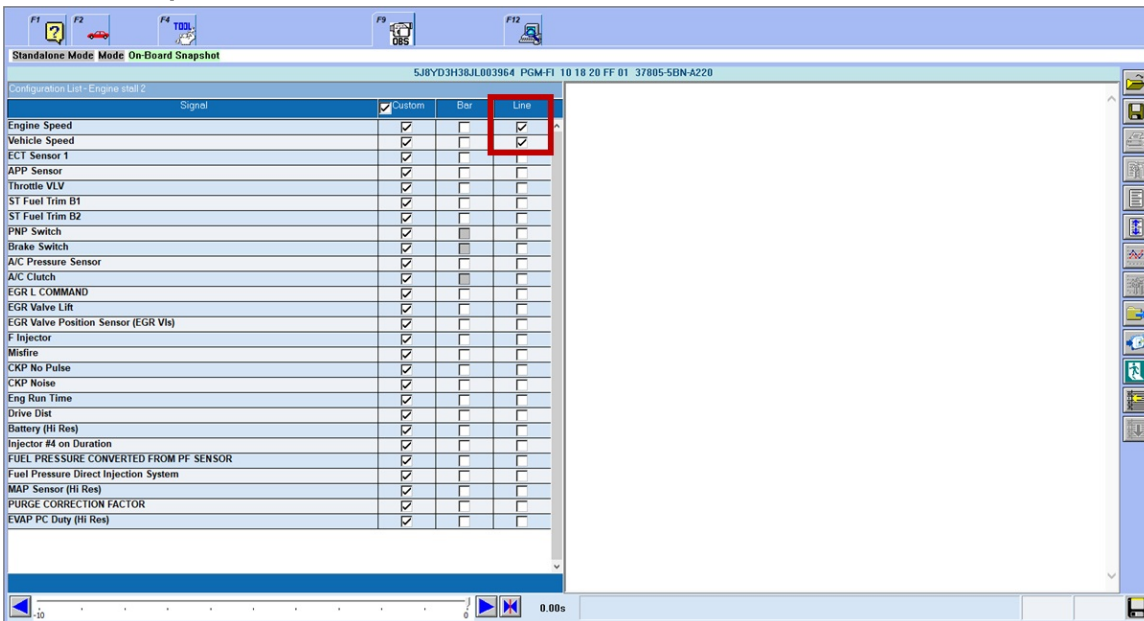 F1 F2 F4 TOOL F9 OBS F12
Standalone Mode Mode On-Board Snapshot
5J8YD3H38JL003964 PGM-FI 10 18 20 FF 01 37805-5BN-A220
Configuration List - Engine stall 2
Signal Custom Bar Line
Engine Speed
Vehicle Speed
ECT Sensor 1
APP Sensor
Throttle VLV
ST Fuel Trim B1
ST Fuel Trim B2
PNP Switch
Brake Switch
A/C Pressure Sensor
A/C Clutch
EGR L COMMAND
EGR Valve Lift
EGR Valve Position Sensor (EGR Vls)
F Injector
Misfire
CKP No Pulse
CKP Noise
Eng Run Time
Drive Dist
Battery (Hi Res)
Injector #4 on Duration
FUEL PRESSURE CONVERTED FROM PF SENSOR
Fuel Pressure Direct Injection System
MAP Sensor (Hi Res)
PURGE CORRECTION FACTOR
EVAP PC Duty (Hi Res)
-10 0 0.00s